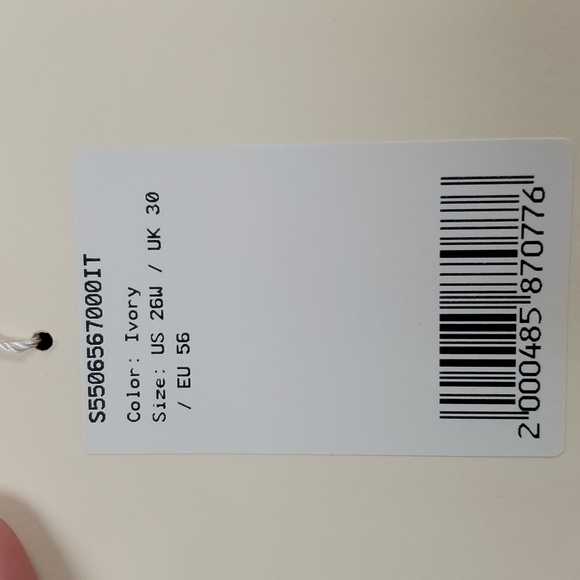 S5506567000IT
Color: Ivory
Size: US 26W / UK 30
/ EU 56
2 000485 870776